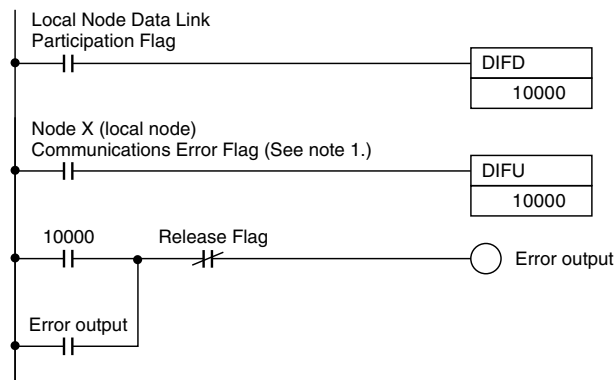 Local Node Data Link
Participation Flag
DIFD
10000
Node X (local node)
Communications Error Flag (See note 1.)
DIFU
10000
10000
Release Flag
Error output
Error output